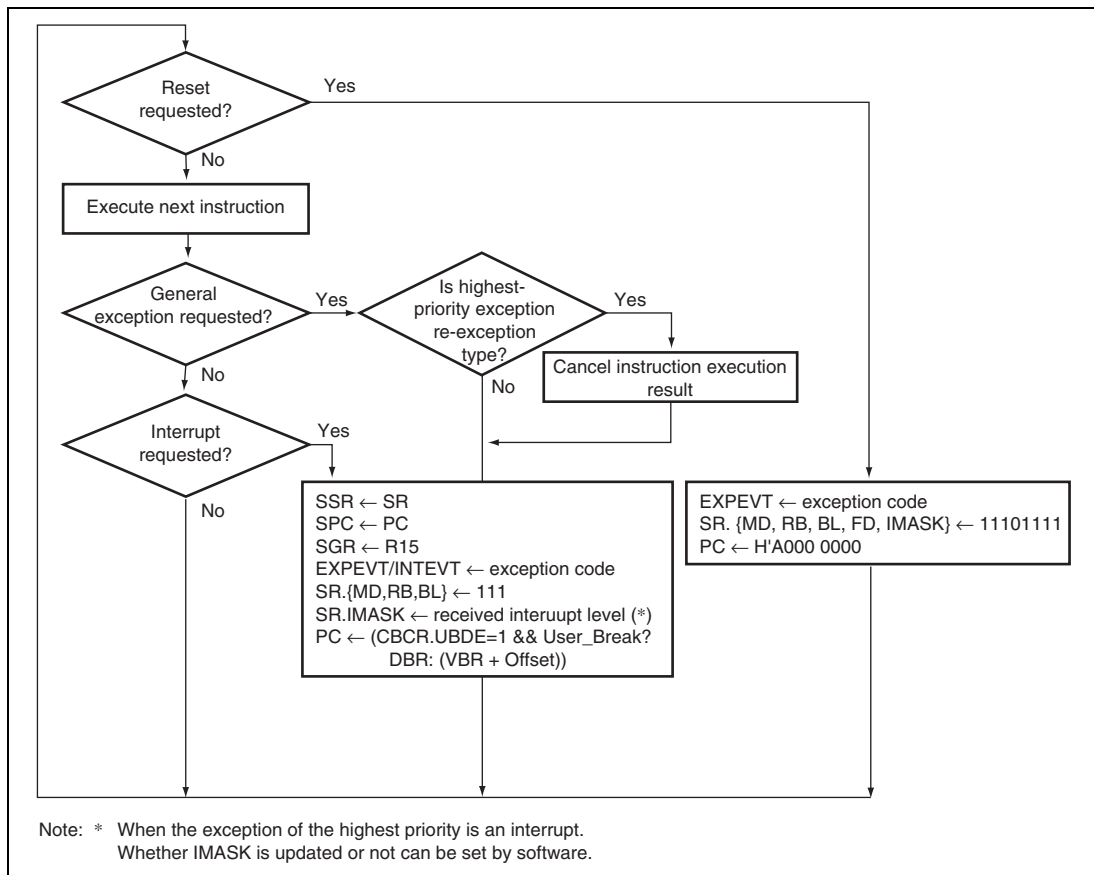 Reset
requested?
Yes
No
Execute next instruction
General
exception requested?
Yes
Is highest-
priority exception
re-exception
type?
Yes
No
Cancel instruction execution
result
No
Interrupt
requested?
Yes
No
SSR ← SR
SPC ← PC
SGR ← R15
EXPEVT/INTEVT ← exception code
SR.{MD,RB,BL} ← 111
SR.IMASK ← received interuupt level (*)
PC ← (CBCR.UBDE=1 && User_Break?
DBR: (VBR + Offset))
EXPEVT ← exception code
SR. {MD, RB, BL, FD, IMASK} ← 11101111
PC ← H'A000 0000
Note: * When the exception of the highest priority is an interrupt.
Whether IMASK is updated or not can be set by software.